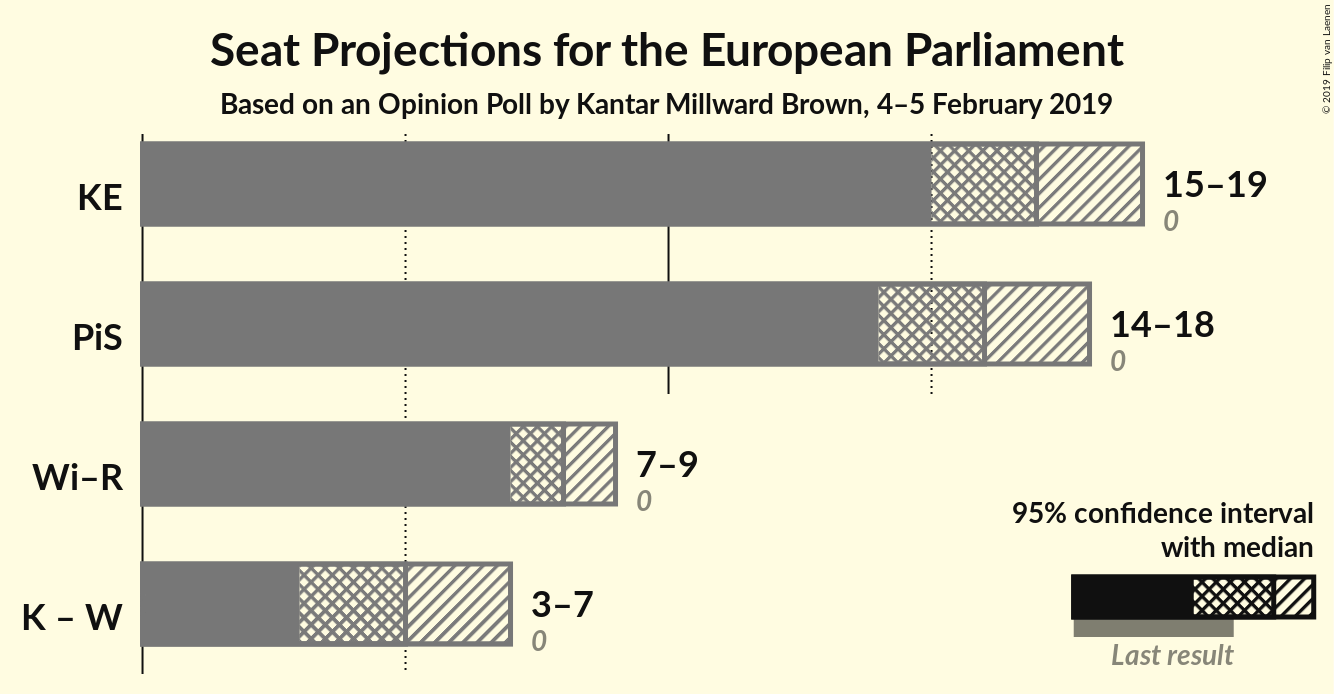 Seat Projections for the European Parliament
Based on an Opinion Poll by Kantar Millward Brown, 4–5 February 2019
© 2019 Filip van Laenen
KE
15–19
0
PiS
14–18
0
Wi–R
7–9
0
K – W
3–7
0
95% confidence interval
with median
Last result